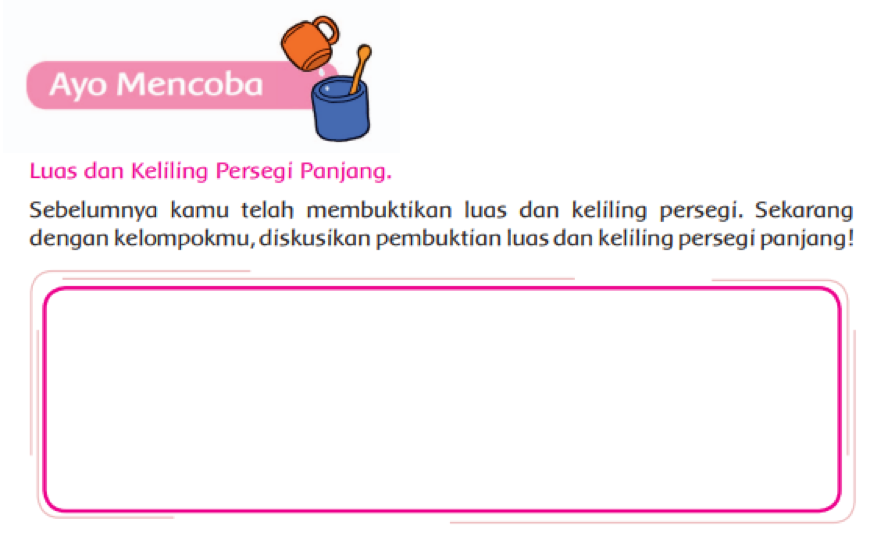 Ayo Mencoba
Luas dan Keliling Persegi Panjang.
Sebelumnya kamu telah membuktikan luas dan keliling persegi. Sekarang
dengan kelompokmu, diskusikan pembuktian luas dan keliling persegi panjang!